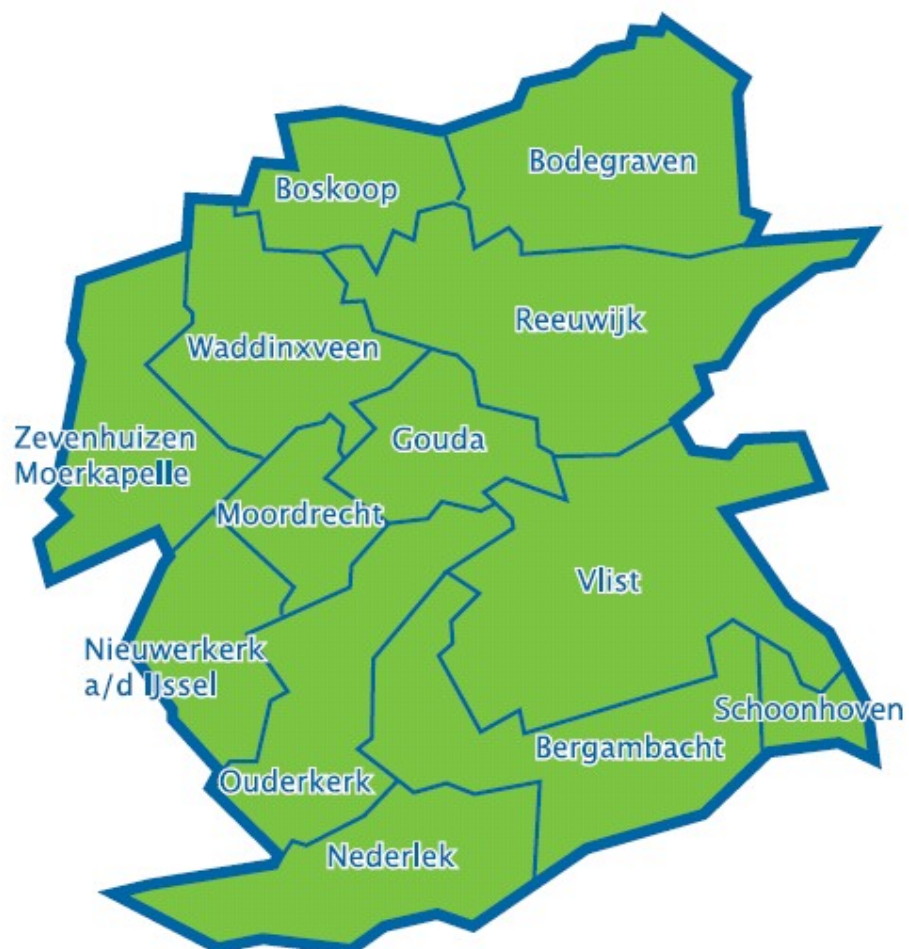 Bodegraven
Boskoop
Reeuwijk
Waddinxveen
Zevenhuizen
Moerkapelle
Gouda
Moordrecht
Vlist
Nieuwerkerk
a/d IJssel
Schoonhoven
Bergambacht
Ouderkerk
Nederlek